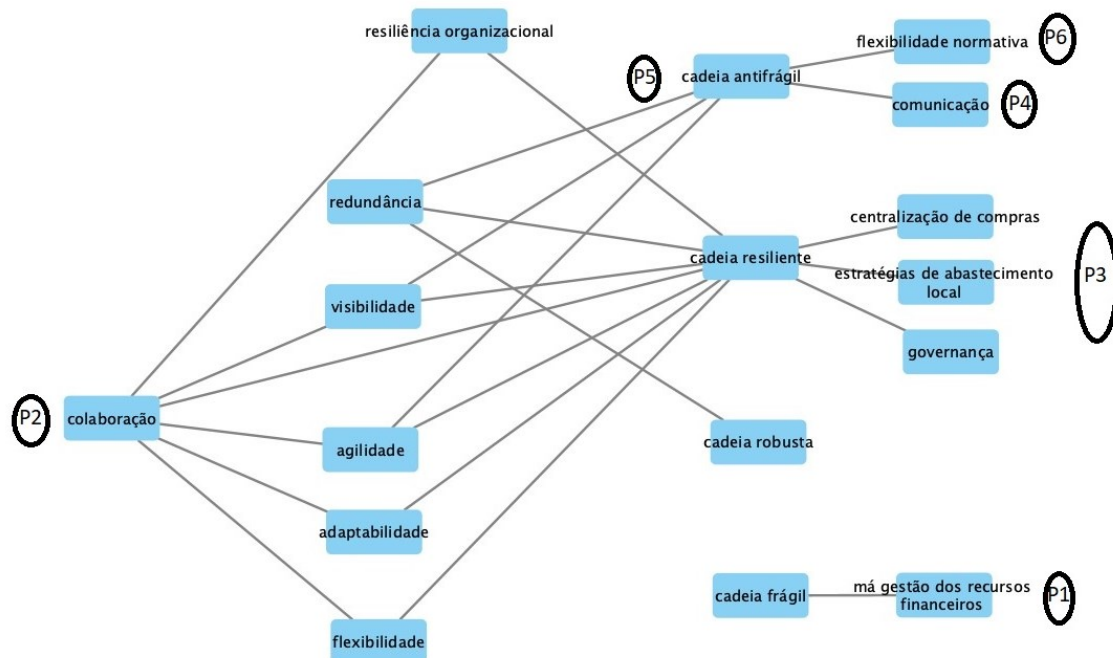 resiliência organizacional
flexibilidade normativa
P6
P5
cadeia antifrágil
comunicação
P4
redundância
centralização de compras
cadeia resiliente
estratégias de abastecimento
local
P3
visibilidade
governança
P2
colaboração
agilidade
cadeia robusta
adaptabilidade
cadeia frágil
má gestão dos recursos
financeiros
P1
flexibilidade